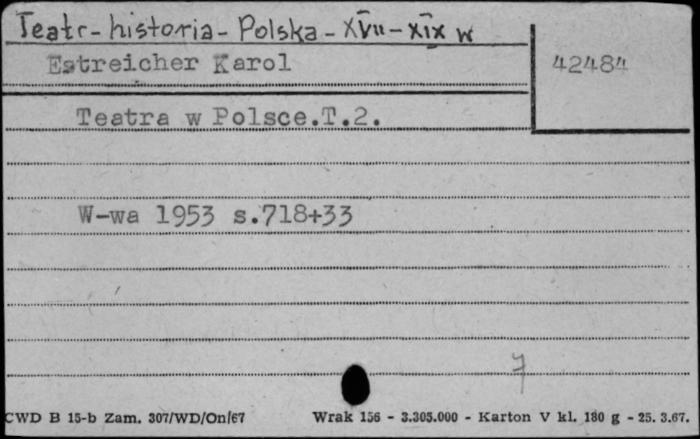 Teatr - historia - Polska - XVII - XIX w
Estreicher Karol
42484
Teatra w Polsce.T.2.
W-wa 1953 s.718+33
7
CWD B 15-b Zam. 307/WD/On/67 Wrak 156 - 3.305.000 - Karton V kl. 180 g - 25. 3.67.